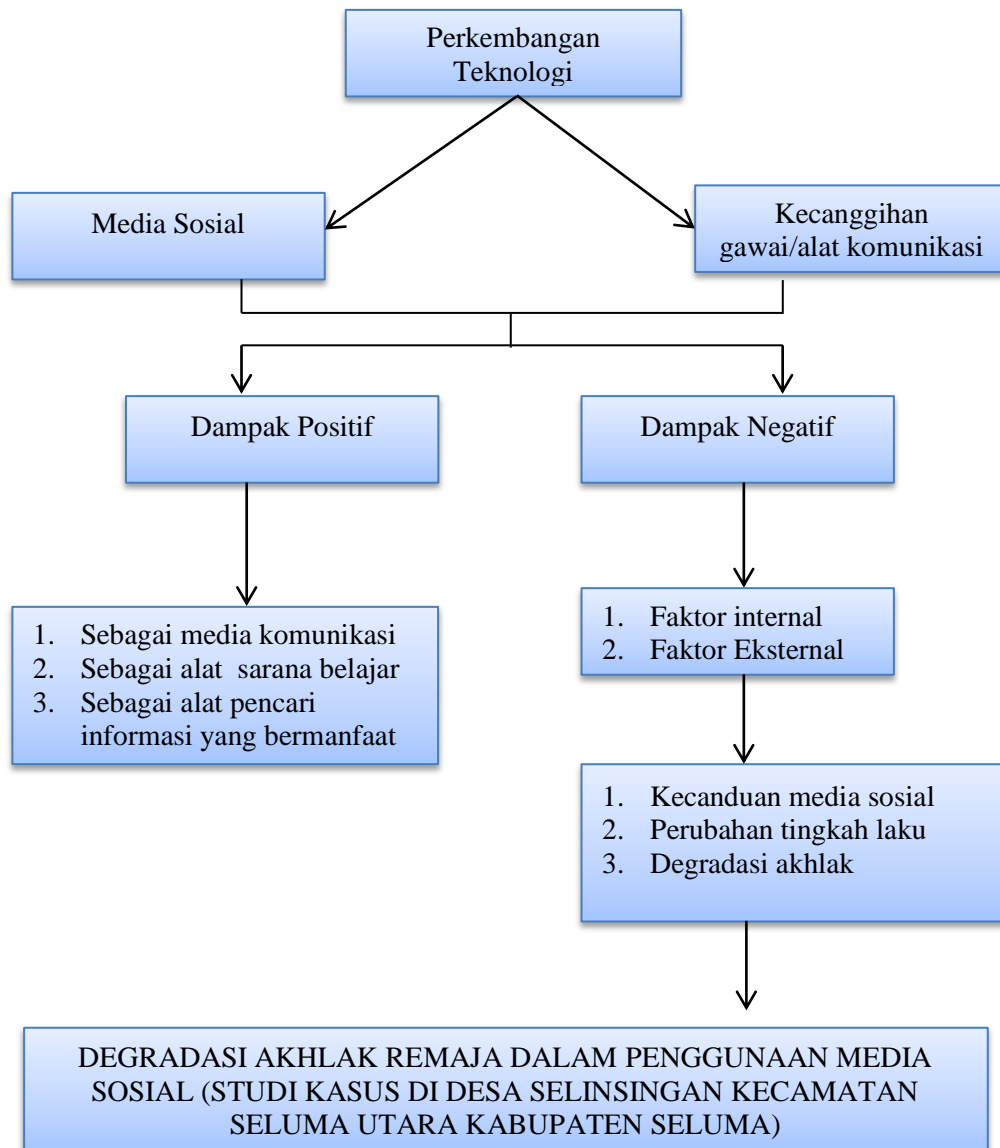 Perkembangan
Teknologi
Media Sosial
Kecanggihan
gawai/alat komunikasi
Dampak Positif
Dampak Negatif
1. Sebagai media komunikasi
2. Sebagai alat sarana belajar
3. Sebagai alat pencari
informasi yang bermanfaat
1. Faktor internal
2. Faktor Eksternal
1. Kecanduan media sosial
2. Perubahan tingkah laku
3. Degradasi akhlak
DEGRADASI AKHLAK REMAJA DALAM PENGGUNAAN MEDIA
SOSIAL (STUDI KASUS DI DESA SELINSINGAN KECAMATAN
SELUMA UTARA KABUPATEN SELUMA)